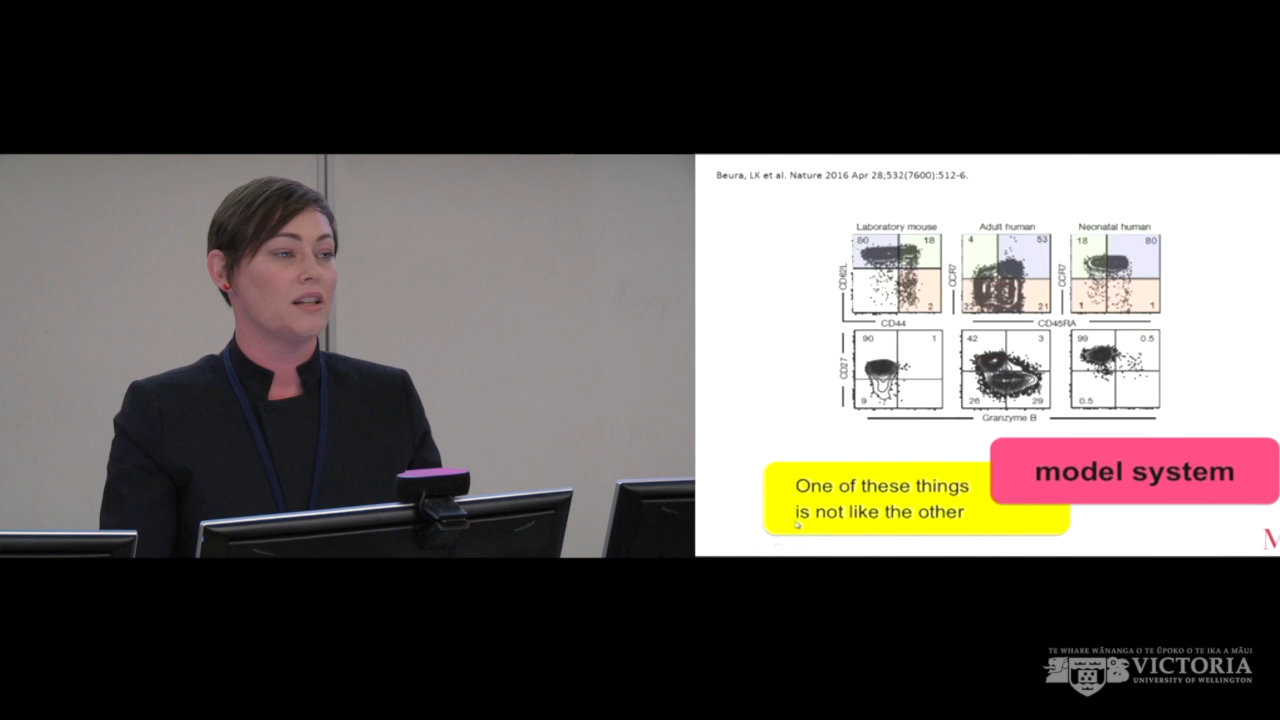 Beura, LK et al. Nature 2016 Apr 28;532(7600):512-6.
Laboratory mouse
Adult human
Neonatal human
80 18
4 53
18 80
CD62L
CCR7
CCR7
2
22 21
1 1
CD44
CD45RA
90 1
42 3
99 0.5
CD27
9
26 29
0.5
Granzyme B
model system
One of these things
is not like the other
M
TE WHARE WĀNANGA O TE ŪPOKO O TE IKA A MĀUI
VICTORIA
UNIVERSITY OF WELLINGTON